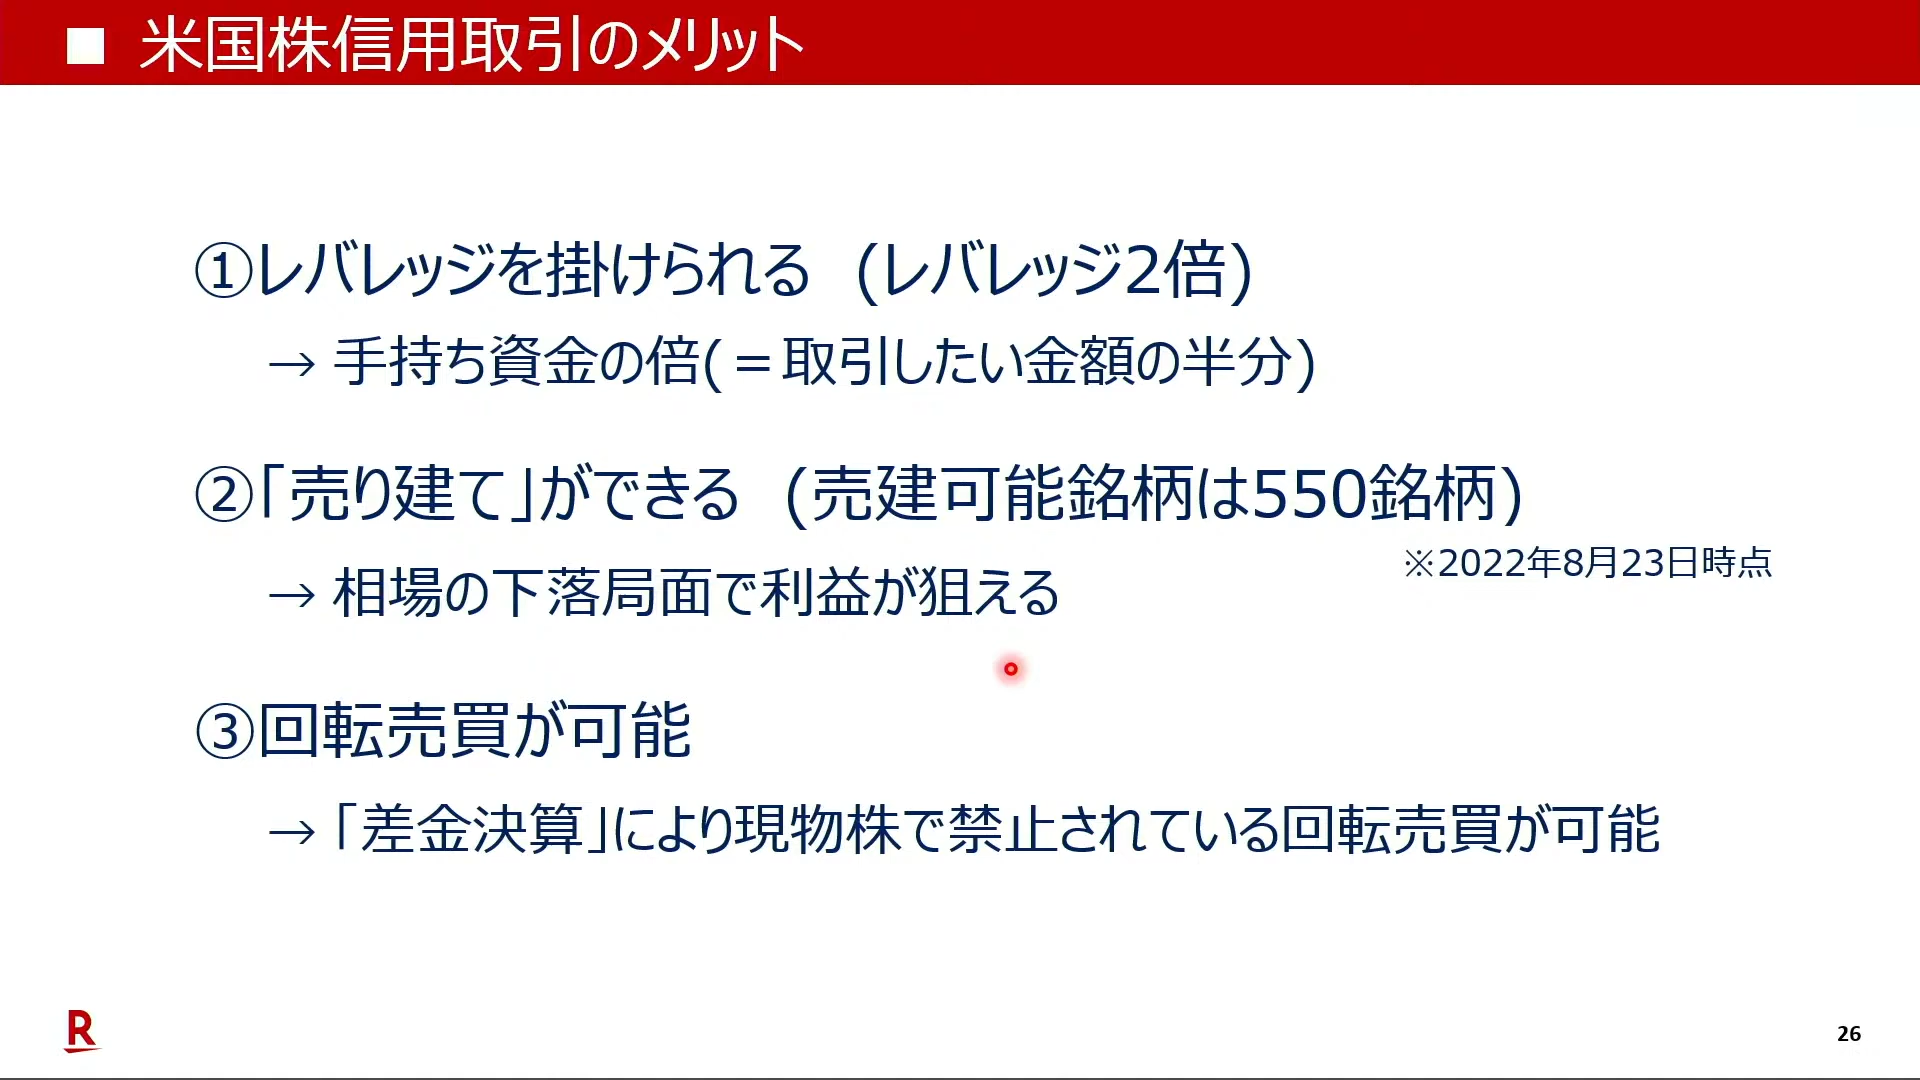 ■ 米国株信用取引のメリット
①レバレッジを掛けられる (レバレッジ2倍)
→ 手持ち資金の倍(＝取引したい金額の半分)
②「売り建て」ができる (売建可能銘柄は550銘柄)
※2022年8月23日時点
→ 相場の下落局面で利益が狙える
③回転売買が可能
→「差金決算」により現物株で禁止されている回転売買が可能
R
26